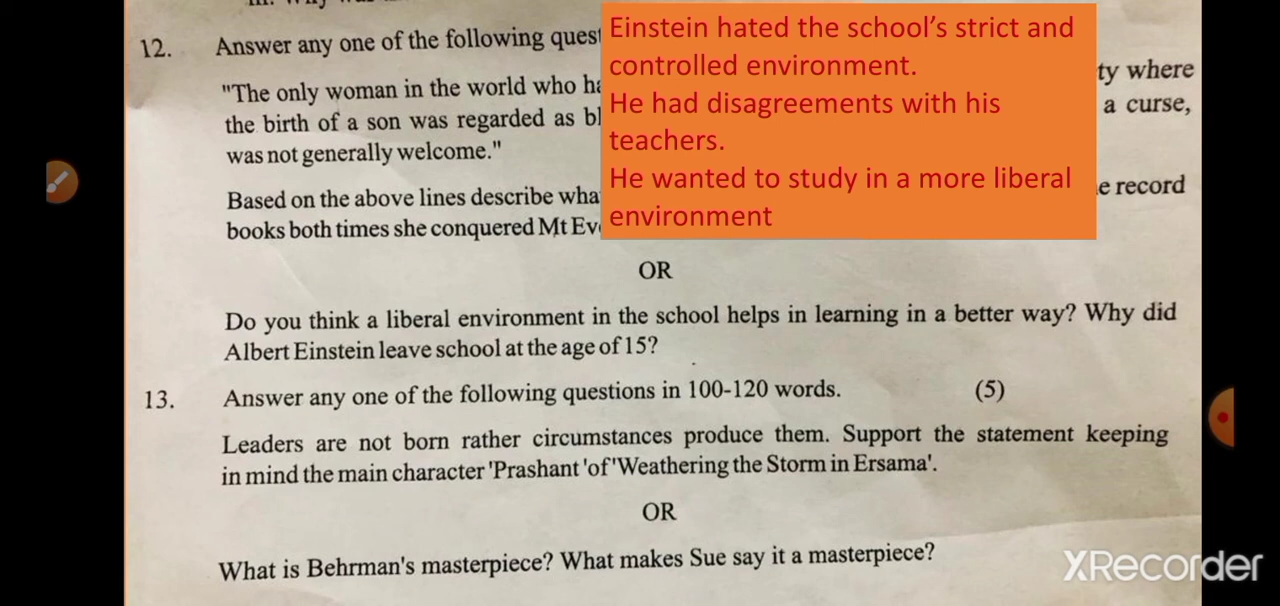 12. Answer any one of the following quest
Einstein hated the school's strict and
controlled environment.
He had disagreements with his
teachers.
He wanted to study in a more liberal
environment
"The only woman in the world who ha ty where
the birth of a son was regarded as bl a curse,
was not generally welcome."
Based on the above lines describe wha e record
books both times she conquered Mt Ev
OR
Do you think a liberal environment in the school helps in learning in a better way? Why did
Albert Einstein leave school at the age of 15?
13. Answer any one of the following questions in 100-120 words. (5)
Leaders are not born rather circumstances produce them. Support the statement keeping
in mind the main character 'Prashant 'of 'Weathering the Storm in Ersama'.
OR
What is Behrman's masterpiece? What makes Sue say it a masterpiece?
XRecorder